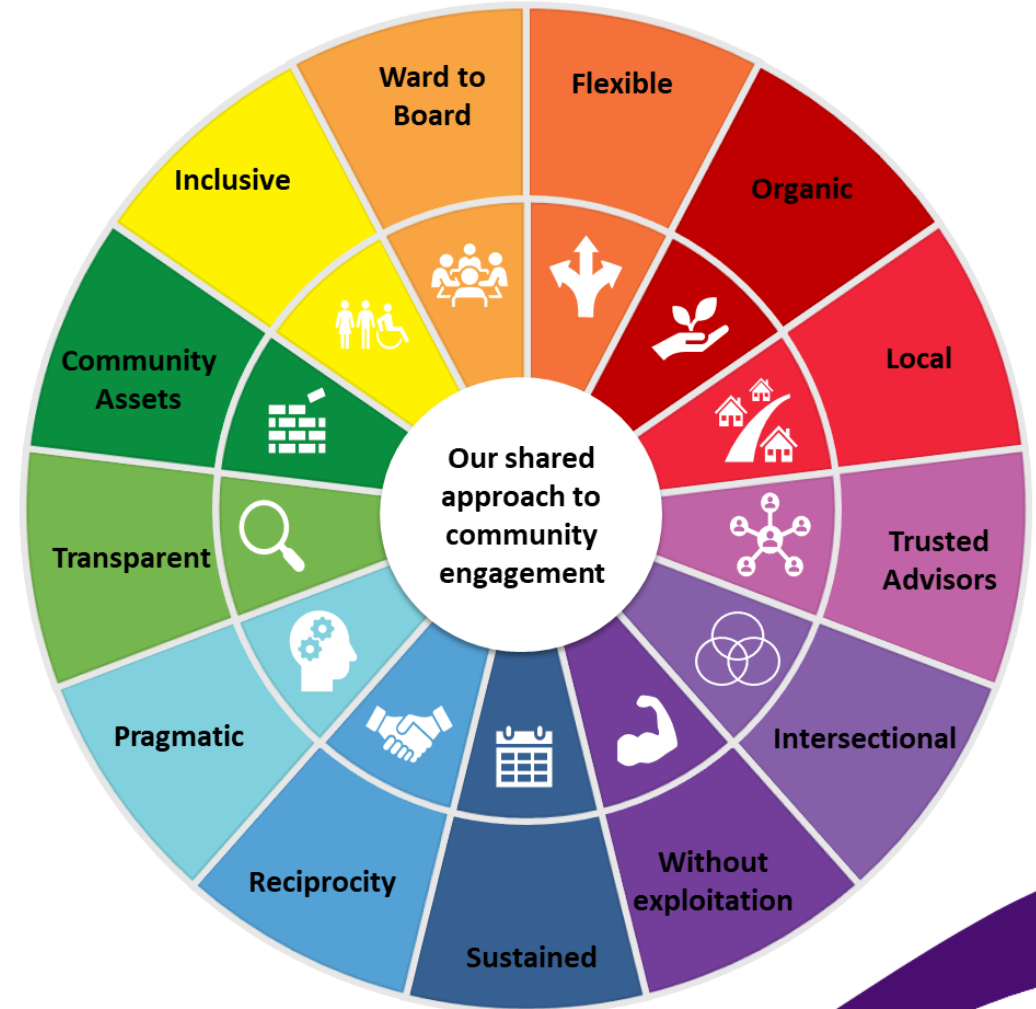 Our shared
approach to
community
engagement
Flexible
Organic
Local
Trusted
Advisors
Intersectional
Without
exploitation
Sustained
Reciprocity
Pragmatic
Transparent
Community
Assets
Inclusive
Ward to
Board